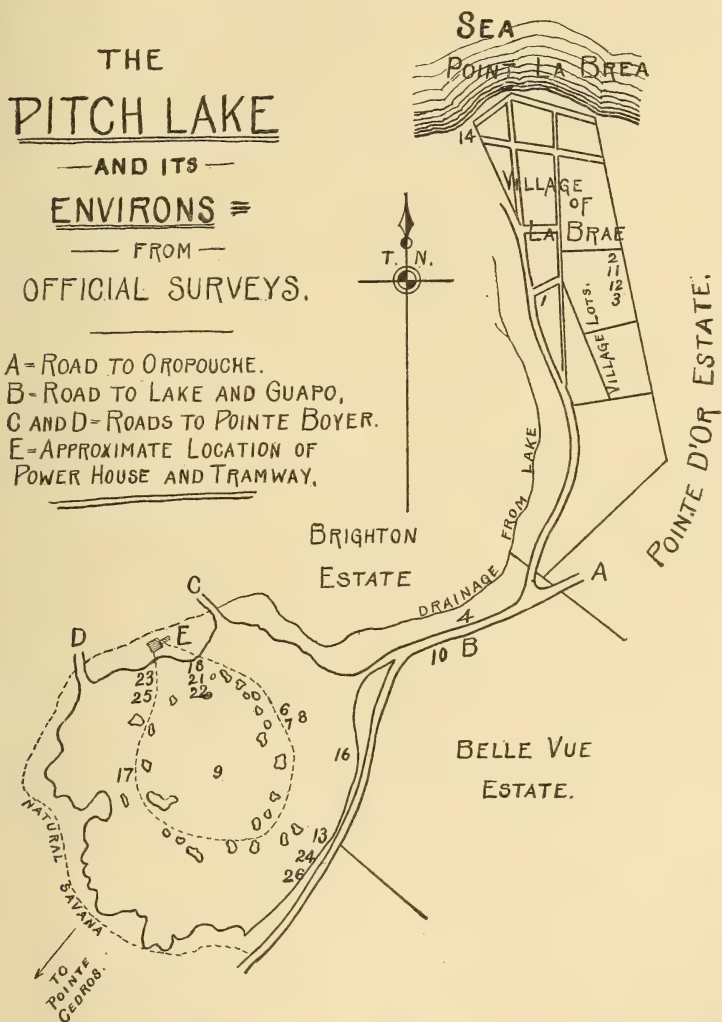 THE
PITCH LAKE
—AND ITS—
ENVIRONS =
— FROM —
OFFICIAL SURVEYS.
A=ROAD TO OROPOUCHE.
B-ROAD TO LAKE AND GUAPO,
C AND D-ROADS TO POINTE BOYER.
E=APPROXIMATE LOCATION OF
POWER HOUSE AND TRAMWAY.
SEA
POINT LA BREA
14
VILLAGE
OF
LA BRAE
T. N.
2
11
12
3
1
VILLAGE LOTS.
POINTE D'OR ESTATE.
BRIGHTON
ESTATE
DRAINAGE FROM LAKE
A
4
10 B
C
D
E
18
21
22
23
25
6
7 8
16
17
9
BELLE VUE
ESTATE.
13
24
26
NATURAL SAVANA
TO
POINTE
CEDROS.